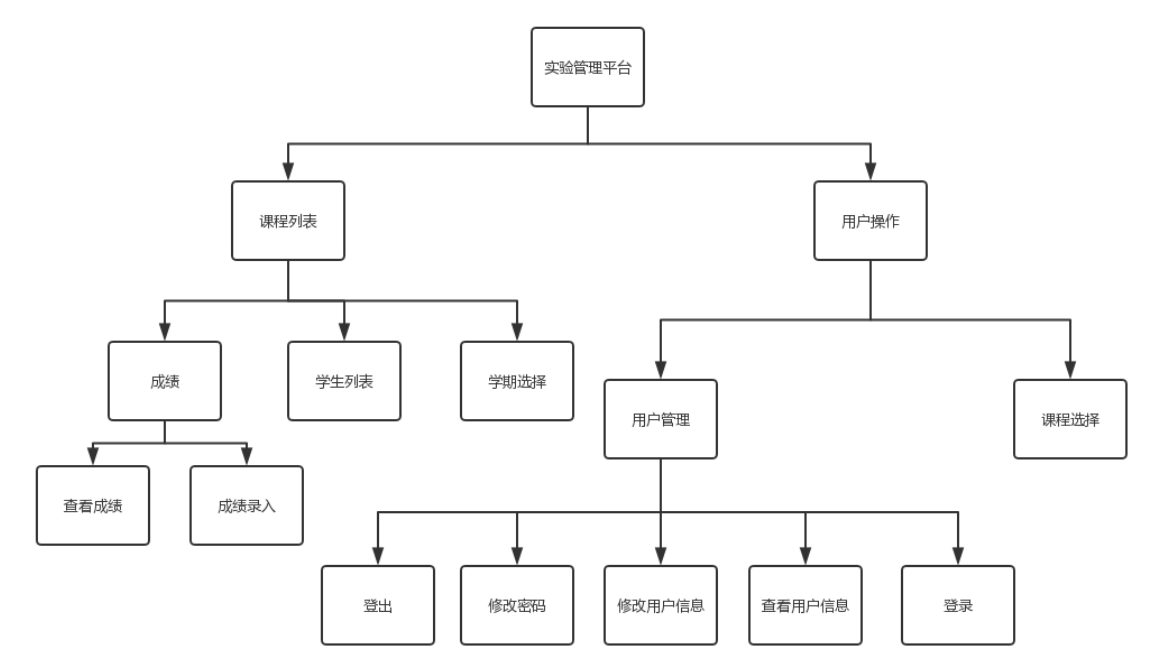 实验管理平台
课程列表
用户操作
成绩
学生列表
学期选择
用户管理
课程选择
查看成绩
成绩录入
登出
修改密码
修改用户信息
查看用户信息
登录